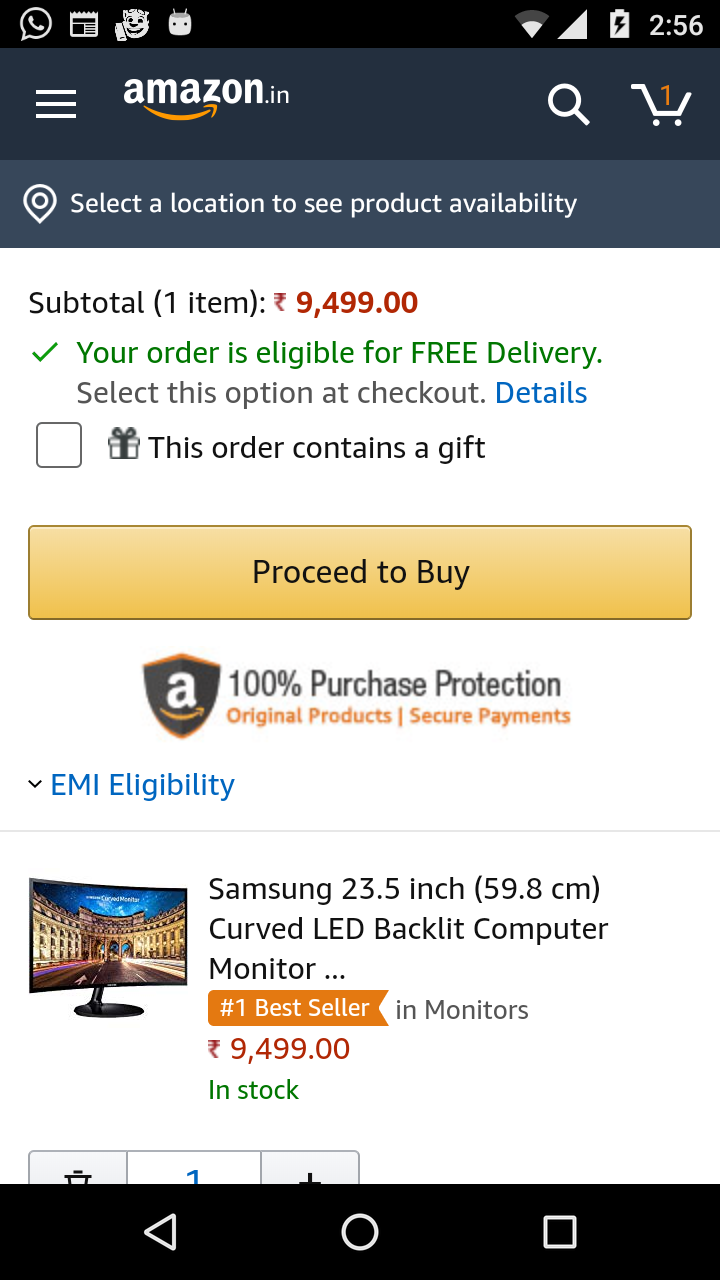 2:56
amazon.in
1
Select a location to see product availability
Subtotal (1 item): ₹ 9,499.00
Your order is eligible for FREE Delivery.
Select this option at checkout. Details
This order contains a gift
Proceed to Buy
a
100% Purchase Protection
Original Products | Secure Payments
EMI Eligibility
Samsung 23.5 inch (59.8 cm)
Curved LED Backlit Computer
Monitor ...
#1 Best Seller in Monitors
₹ 9,499.00
In stock
1
+